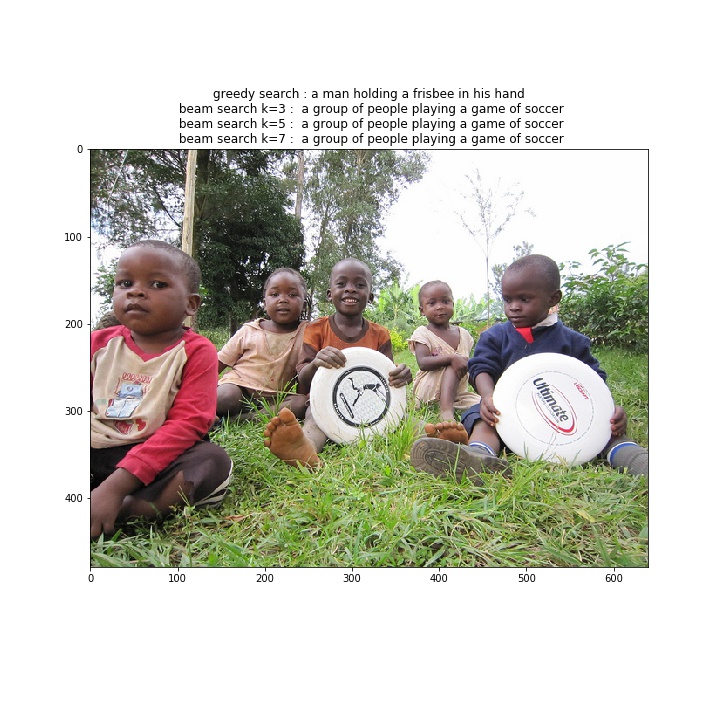 greedy search : a man holding a frisbee in his hand
beam search k=3 :  a group of people playing a game of soccer
beam search k=5 :  a group of people playing a game of soccer
beam search k=7 :  a group of people playing a game of soccer
0
100
200
300
400
0 100 200 300 400 500 600
Ultimate